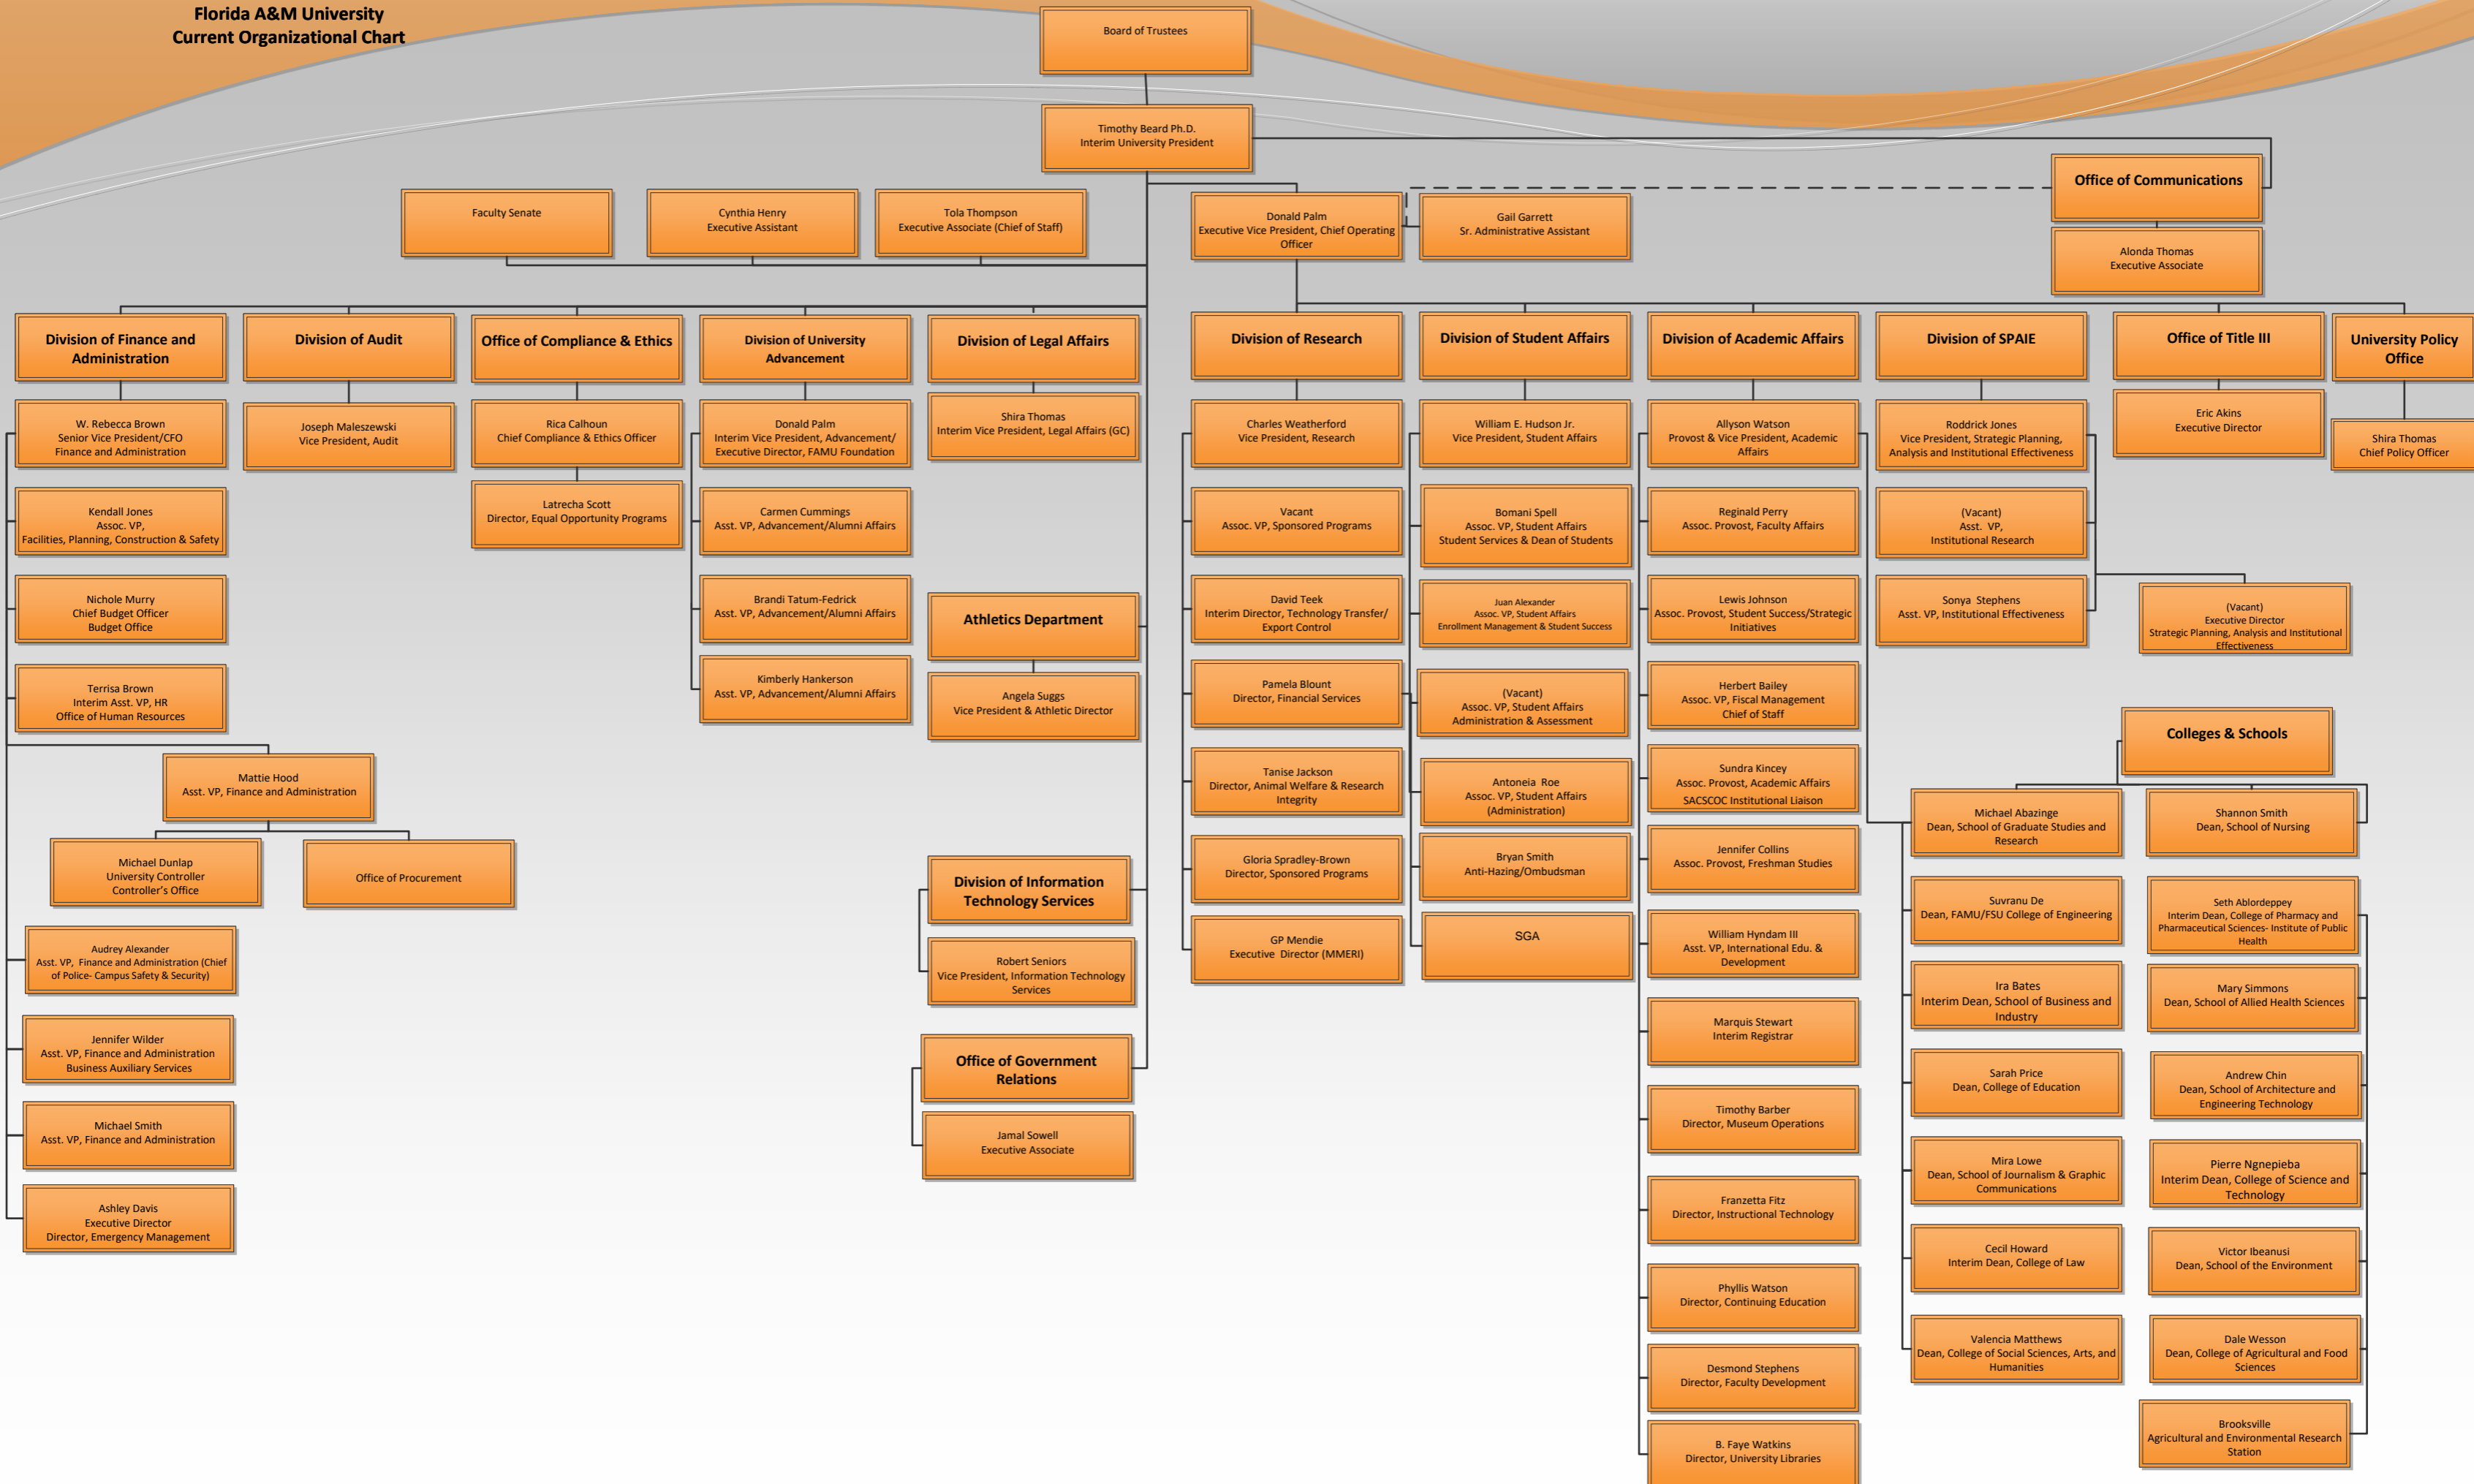 Florida A&M University
Current Organizational Chart
Board of Trustees
Timothy Beard Ph.D.
Interim University President
Office of Communications
Alonda Thomas
Executive Associate
Faculty Senate
Cynthia Henry
Executive Assistant
Tola Thompson
Executive Associate (Chief of Staff)
Donald Palm
Executive Vice President, Chief Operating
Officer
Gail Garrett
Sr. Administrative Assistant
Division of Finance and
Administration
W. Rebecca Brown
Senior Vice President/CFO
Finance and Administration
Kendall Jones
Assoc. VP,
Facilities, Planning, Construction & Safety
Nichole Murry
Chief Budget Officer
Budget Office
Terrisa Brown
Interim Asst. VP, HR
Office of Human Resources
Mattie Hood
Asst. VP, Finance and Administration
Michael Dunlap
University Controller
Controller's Office
Office of Procurement
Audrey Alexander
Asst. VP,  Finance and Administration (Chief
of Police- Campus Safety & Security)
Jennifer Wilder
Asst. VP, Finance and Administration
Business Auxiliary Services
Michael Smith
Asst. VP, Finance and Administration
Ashley Davis
Executive Director
Director, Emergency Management
Division of Audit
Joseph Maleszewski
Vice President, Audit
Office of Compliance & Ethics
Rica Calhoun
Chief Compliance & Ethics Officer
Latrecha Scott
Director, Equal Opportunity Programs
Division of University
Advancement
Donald Palm
Interim Vice President, Advancement/
Executive Director, FAMU Foundation
Carmen Cummings
Asst. VP, Advancement/Alumni Affairs
Brandi Tatum-Fedrick
Asst. VP, Advancement/Alumni Affairs
Kimberly Hankerson
Asst. VP, Advancement/Alumni Affairs
Division of Legal Affairs
Shira Thomas
Interim Vice President, Legal Affairs (GC)
Athletics Department
Angela Suggs
Vice President & Athletic Director
Division of Information
Technology Services
Robert Seniors
Vice President, Information Technology
Services
Office of Government
Relations
Jamal Sowell
Executive Associate
Division of Research
Charles Weatherford
Vice President, Research
Vacant
Assoc. VP, Sponsored Programs
David Teek
Interim Director, Technology Transfer/
Export Control
Pamela Blount
Director, Financial Services
Tanise Jackson
Director, Animal Welfare & Research
Integrity
Gloria Spradley-Brown
Director, Sponsored Programs
GP Mendie
Executive  Director (MMERI)
Division of Student Affairs
William E. Hudson Jr.
Vice President, Student Affairs
Bomani Spell
Assoc. VP, Student Affairs
Student Services & Dean of Students
Juan Alexander
Assoc. VP, Student Affairs
Enrollment Management & Student Success
(Vacant)
Assoc. VP, Student Affairs
Administration & Assessment
Antoneia  Roe
Assoc. VP, Student Affairs
(Administration)
Bryan Smith
Anti-Hazing/Ombudsman
SGA
Division of Academic Affairs
Allyson Watson
Provost & Vice President, Academic
Affairs
Reginald Perry
Assoc. Provost, Faculty Affairs
Lewis Johnson
Assoc. Provost, Student Success/Strategic
Initiatives
Herbert Bailey
Assoc. VP, Fiscal Management
Chief of Staff
Sundra Kincey
Assoc. Provost, Academic Affairs
SACSCOC Institutional Liaison
Jennifer Collins
Assoc. Provost, Freshman Studies
William Hyndam III
Asst. VP, International Edu. &
Development
Marquis Stewart
Interim Registrar
Timothy Barber
Director, Museum Operations
Franzetta Fitz
Director, Instructional Technology
Phyllis Watson
Director, Continuing Education
Desmond Stephens
Director, Faculty Development
B. Faye Watkins
Director, University Libraries
Division of SPAIE
Roddrick Jones
Vice President, Strategic Planning,
Analysis and Institutional Effectiveness
(Vacant)
Asst.  VP,
Institutional Research
Sonya  Stephens
Asst. VP, Institutional Effectiveness
(Vacant)
Executive Director
Strategic Planning, Analysis and Institutional
Effectiveness
Office of Title III
Eric Akins
Executive Director
University Policy
Office
Shira Thomas
Chief Policy Officer
Colleges & Schools
Michael Abazinge
Dean, School of Graduate Studies and
Research
Suvranu De
Dean, FAMU/FSU College of Engineering
Ira Bates
Interim Dean, School of Business and
Industry
Sarah Price
Dean, College of Education
Mira Lowe
Dean, School of Journalism & Graphic
Communications
Cecil Howard
Interim Dean, College of Law
Valencia Matthews
Dean, College of Social Sciences, Arts, and
Humanities
Shannon Smith
Dean, School of Nursing
Seth Ablordeppey
Interim Dean, College of Pharmacy and
Pharmaceutical Sciences- Institute of Public
Health
Mary Simmons
Dean, School of Allied Health Sciences
Andrew Chin
Dean, School of Architecture and
Engineering Technology
Pierre Ngnepieba
Interim Dean, College of Science and
Technology
Victor Ibeanusi
Dean, School of the Environment
Dale Wesson
Dean, College of Agricultural and Food
Sciences
Brooksville
Agricultural and Environmental Research
Station